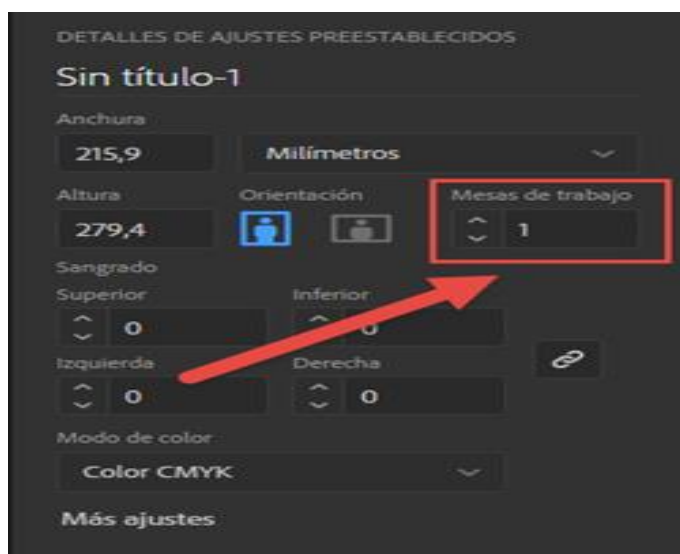 DETALLES DE AJUSTES PREESTABLECIDOS
Sin título-1
Anchura
215,9 Milímetros
Altura Orientación Mesas de trabajo
279,4 1
Sangrado
Superior Inferior
0 0
Izquierda Derecha
0 0
Modo de color
Color CMYK
Más ajustes